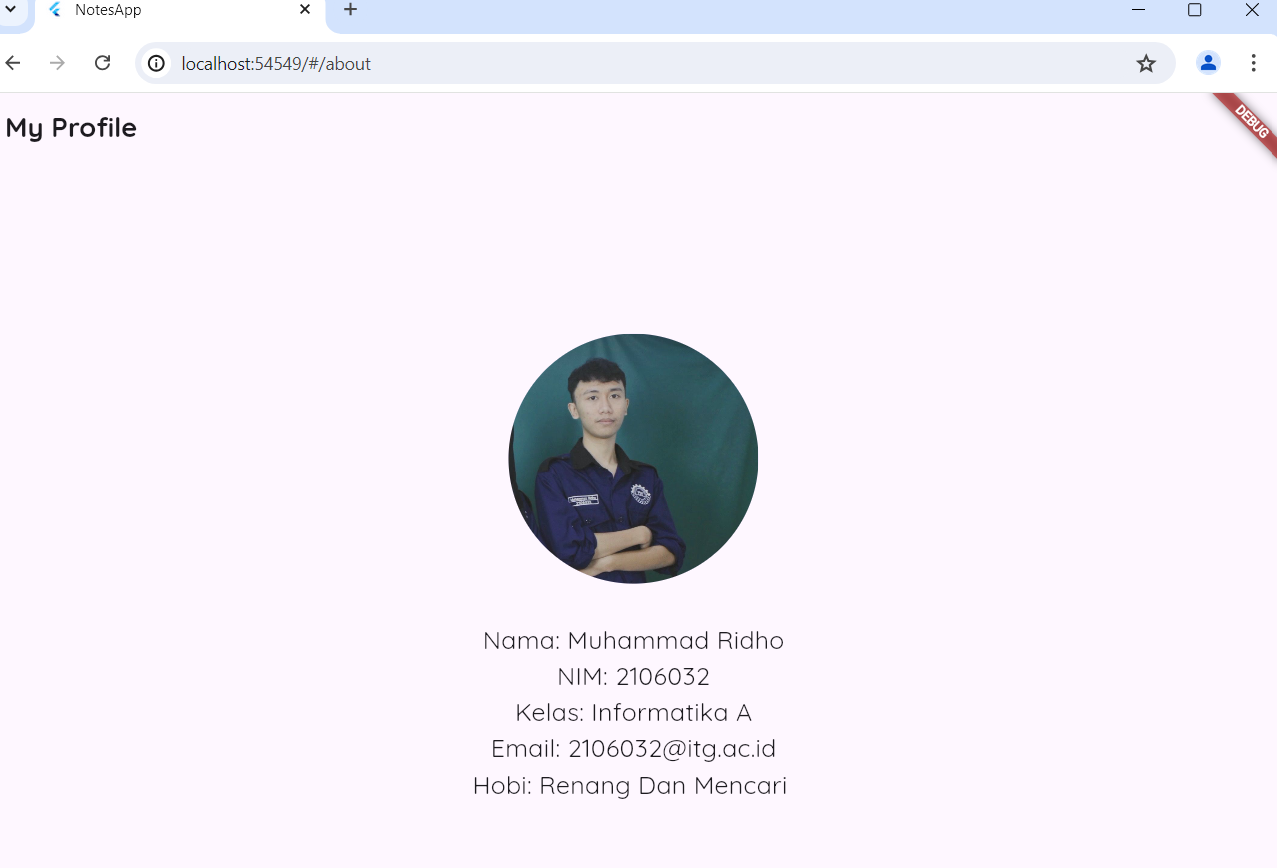 NotesApp
localhost:54549/#/about
My Profile
DEBUG
Nama: Muhammad Ridho
NIM: 2106032
Kelas: Informatika A
Email: 2106032@itg.ac.id
Hobi: Renang Dan Mencari